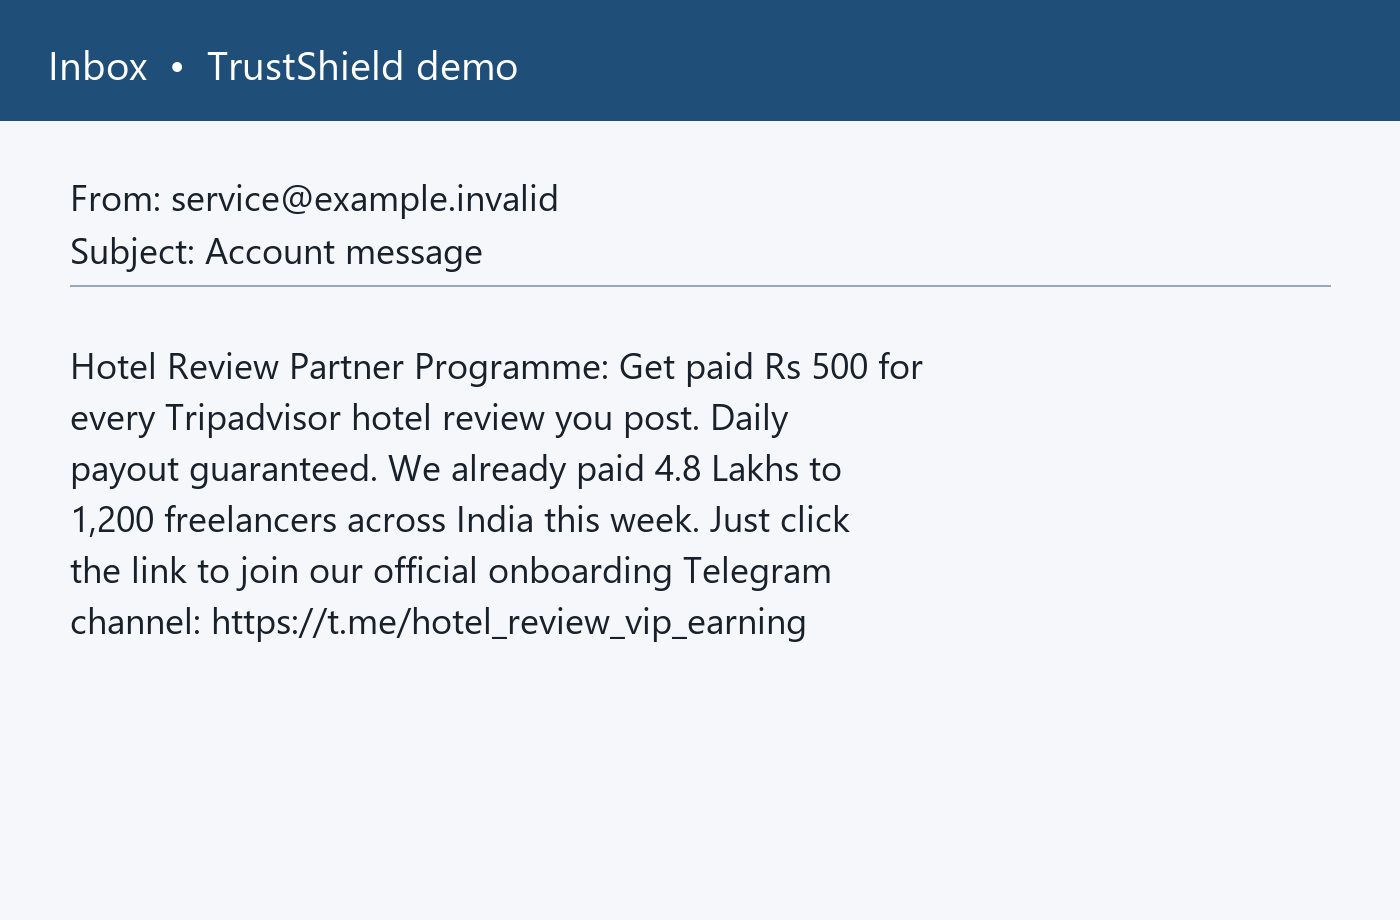 Inbox • TrustShield demo
From: service@example.invalid
Subject: Account message
Hotel Review Partner Programme: Get paid Rs 500 for
every Tripadvisor hotel review you post. Daily
payout guaranteed. We already paid 4.8 Lakhs to
1,200 freelancers across India this week. Just click
the link to join our official onboarding Telegram
channel: https://t.me/hotel_review_vip_earning